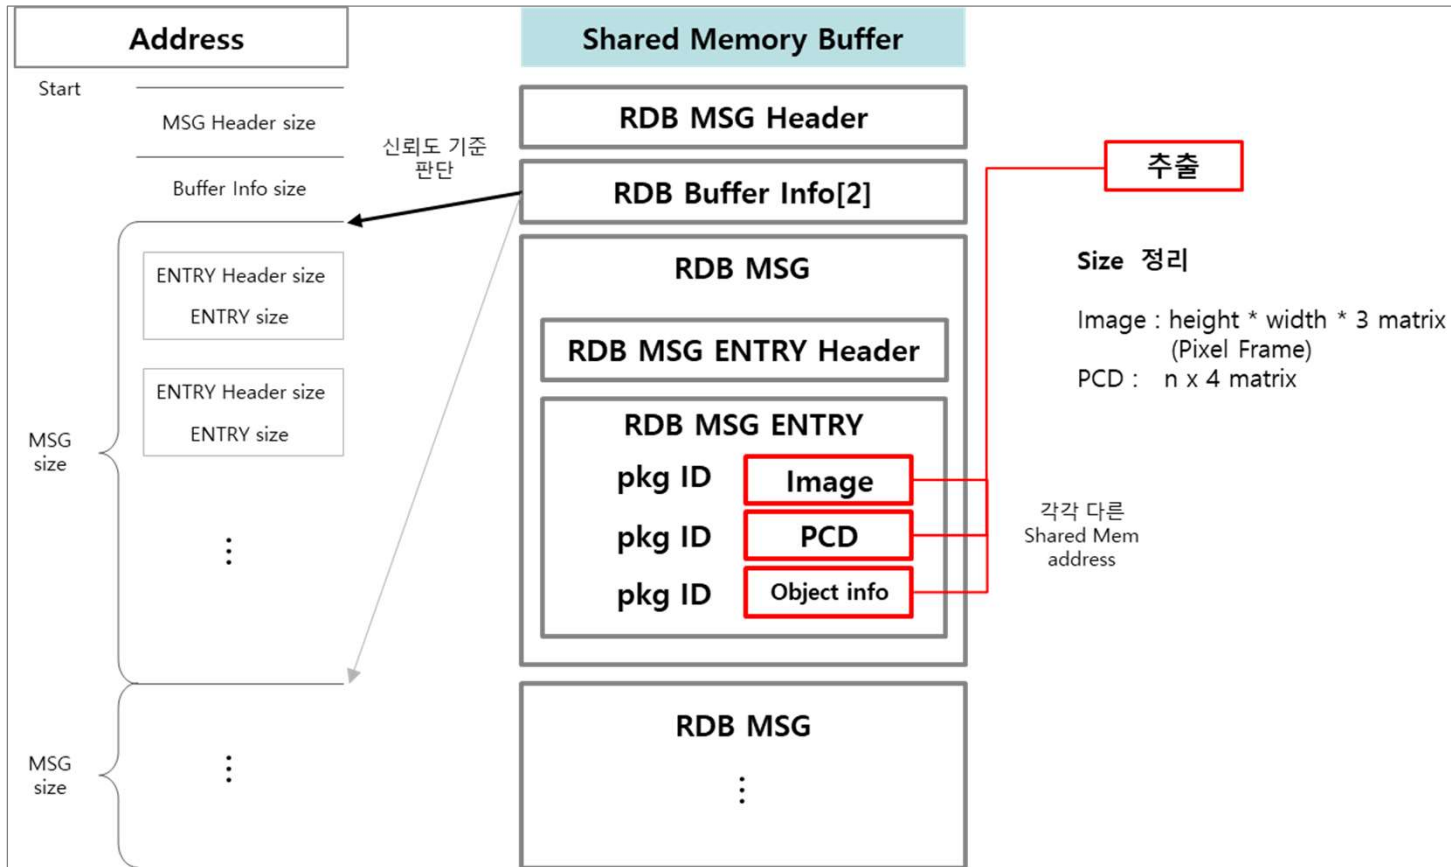 Address
Start
MSG Header size
Buffer Info size
ENTRY Header size
ENTRY size
ENTRY Header size
ENTRY size
MSG
size
⋮
MSG
size
⋮
신뢰도 기준
판단
Shared Memory Buffer
RDB MSG Header
RDB Buffer Info[2]
RDB MSG
RDB MSG ENTRY Header
RDB MSG ENTRY
pkg ID Image
pkg ID PCD
pkg ID Object info
RDB MSG
⋮
추출
Size 정리
Image : height * width * 3 matrix
(Pixel Frame)
PCD : n x 4 matrix
각각 다른
Shared Mem
address